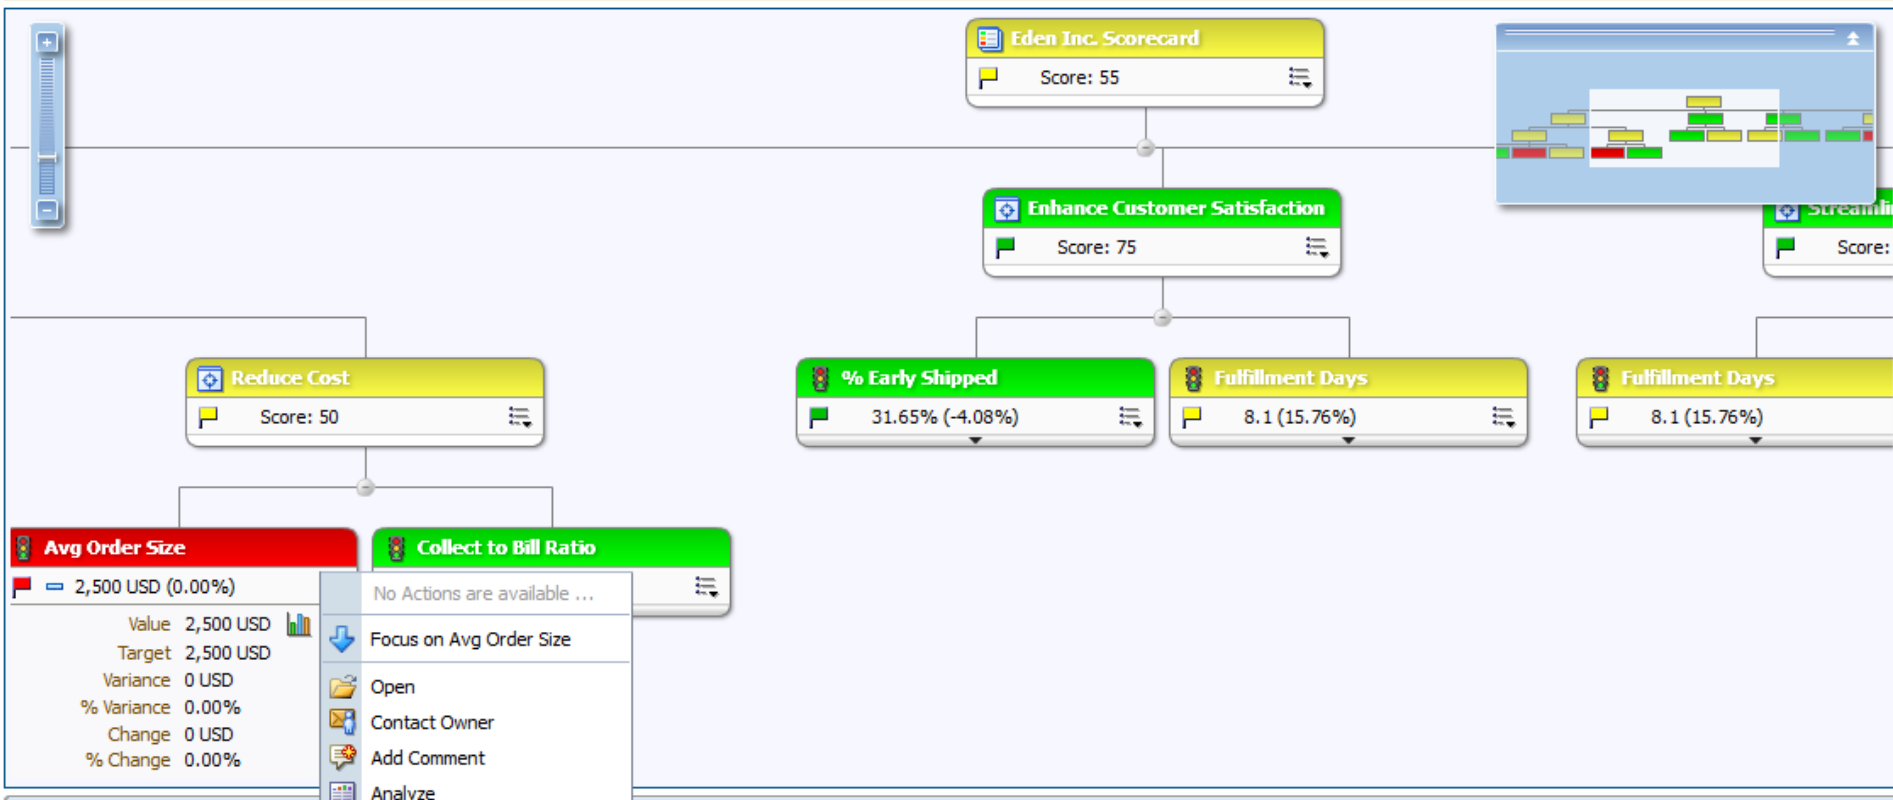 Eden Inc. Scorecard
Score: 55
Enhance Customer Satisfaction
Score: 75
Score:
Reduce Cost
Score: 50
% Early Shipped
31.65% (-4.08%)
Fulfillment Days
8.1 (15.76%)
Fulfillment Days
8.1 (15.76%)
Avg Order Size
2,500 USD (0.00%)
Value 2,500 USD
Target 2,500 USD
Variance 0 USD
% Variance 0.00%
Change 0 USD
% Change 0.00%
Collect to Bill Ratio
No Actions are available ...
Focus on Avg Order Size
Open
Contact Owner
Add Comment
Analyze